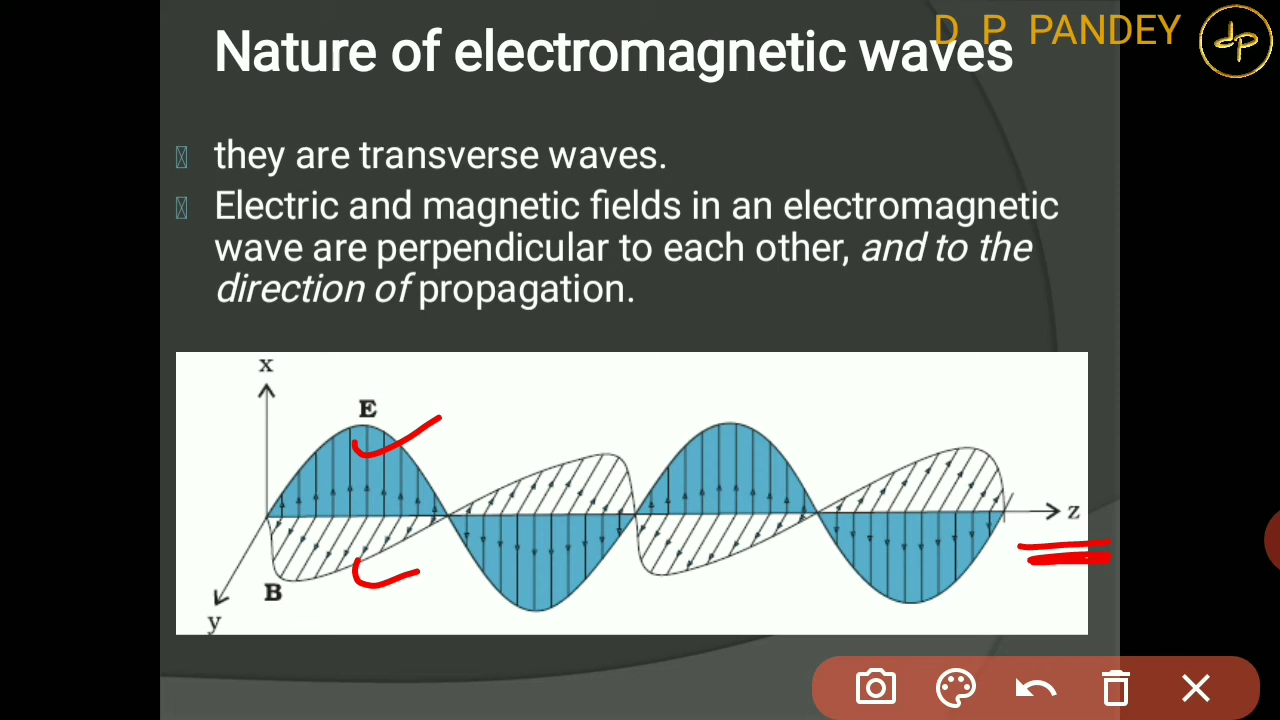 D P PANDEY
dp
Nature of electromagnetic waves
they are transverse waves.
Electric and magnetic fields in an electromagnetic
wave are perpendicular to each other, and to the
direction of propagation.
x
E
z
B
y